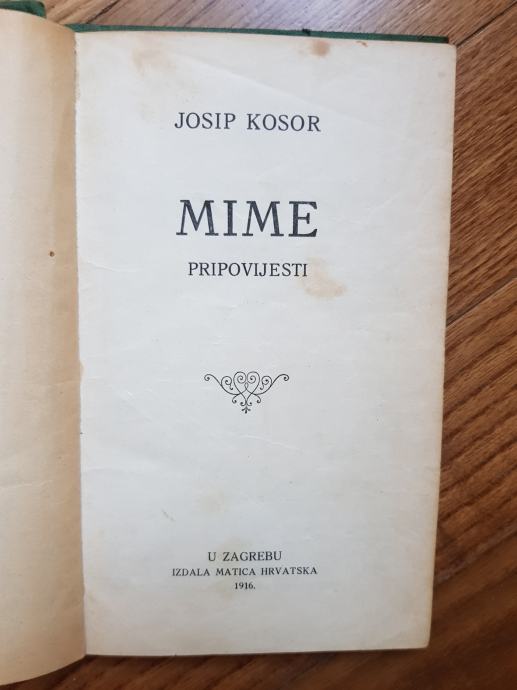 JOSIP KOSOR
MIME
PRIPOVIJESTI
U ZAGREBU
IZDALA MATICA HRVATSKA
1916.